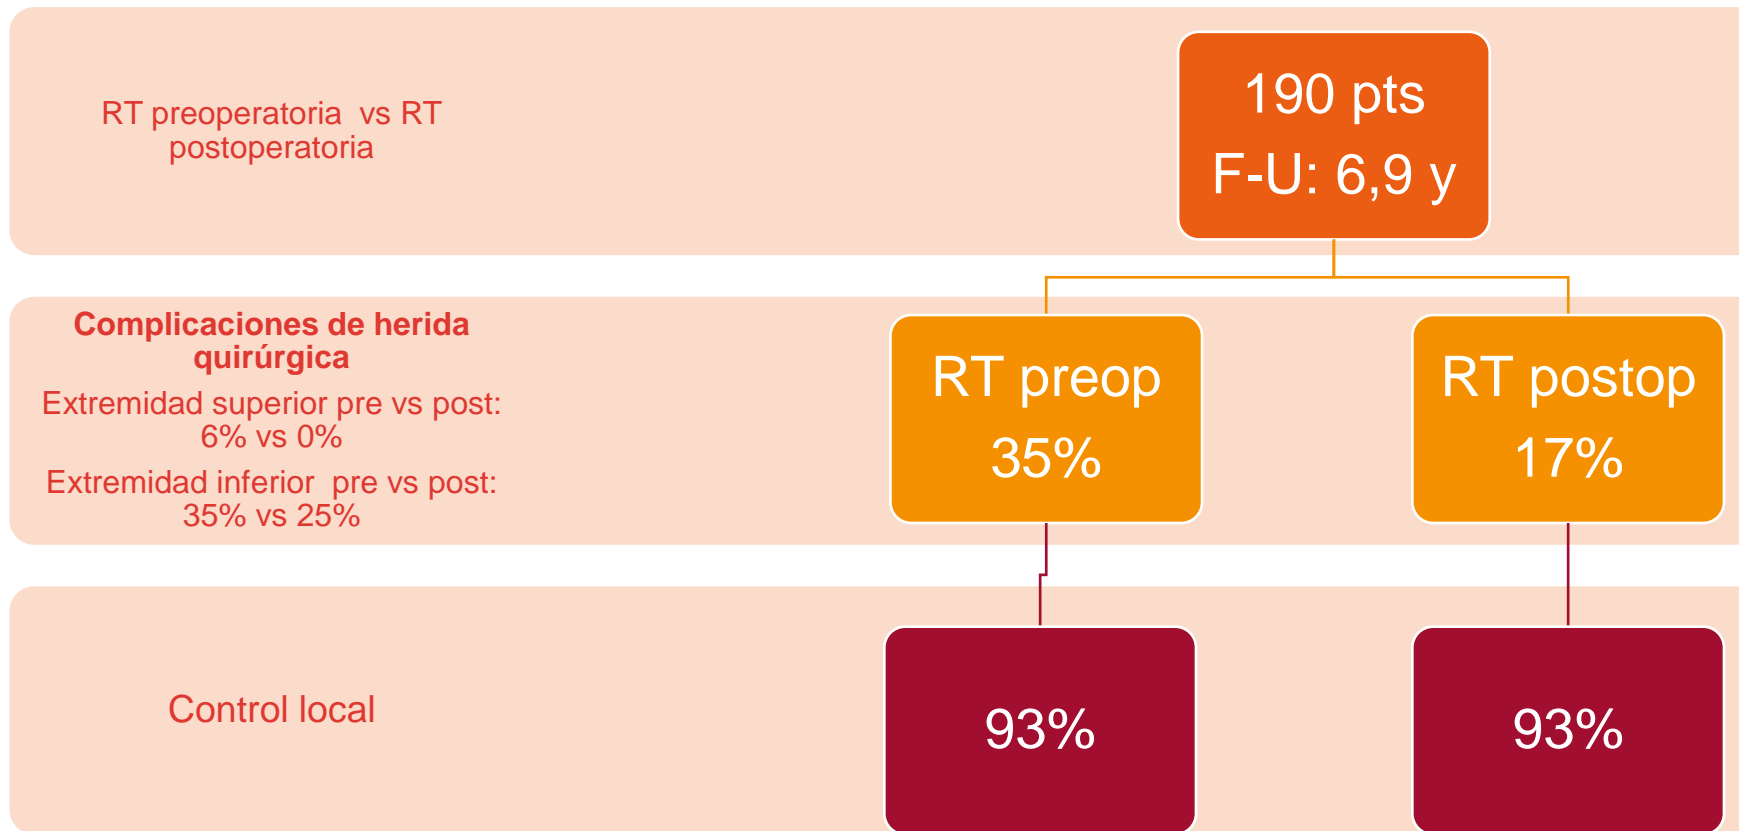 RT preoperatoria  vs RT
postoperatoria
190 pts
F-U: 6,9 y
Complicaciones de herida
quirúrgica
Extremidad superior pre vs post:
6% vs 0%
Extremidad inferior  pre vs post:
35% vs 25%
RT preop
35%
RT postop
17%
Control local
93%
93%